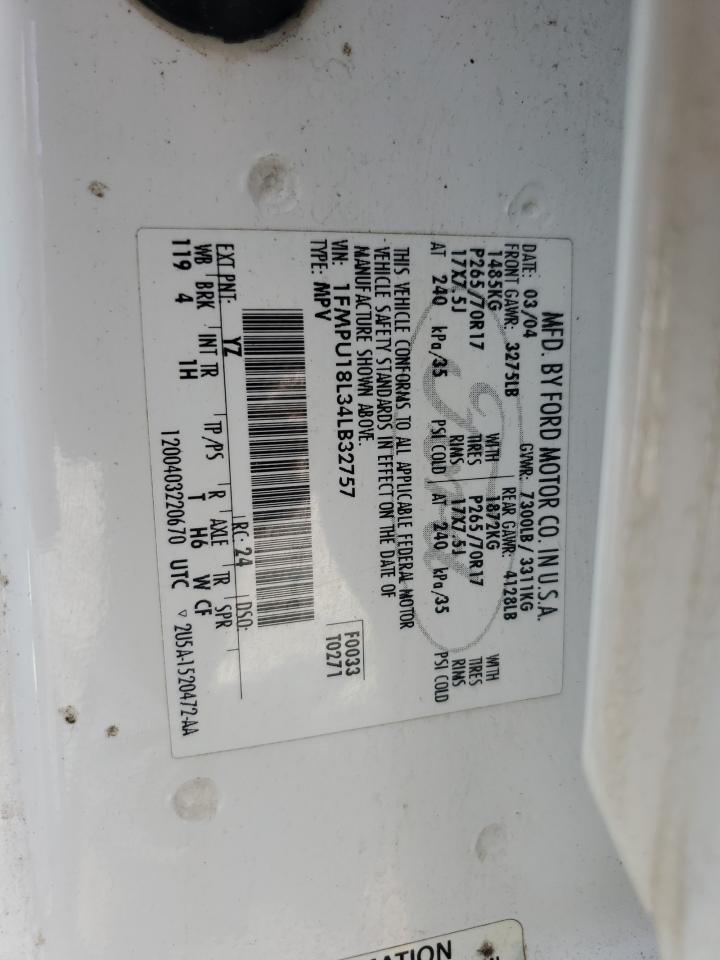 MFD. BY FORD MOTOR CO. IN U.S.A.
DATE: 03/04 GVWR: 7300LB / 3311KG
FRONT GAWR: 3275LB REAR GAWR: 4128LB
1485KG WITH 1872KG WITH
P265/70R17 TIRES P265/70R17 TIRES
17X7.5J RIMS 17X7.5J RIMS
AT 240 kPa/35 PSI COLD AT 240 kPa/35 PSI COLD
THIS VEHICLE CONFORMS TO ALL APPLICABLE FEDERAL MOTOR
VEHICLE SAFETY STANDARDS IN EFFECT ON THE DATE OF
MANUFACTURE SHOWN ABOVE.
VIN: 1FMPU18L34LB32757
TYPE: MPV
F0033
T0271
EXT PNT: YZ RC: 24 DSO:
WB BRK INT TR TP/PS R AXLE TR SPR
119 4 1H T H6 W CF
1200403220670 UTC ▽ 2U5A-1520472-AA